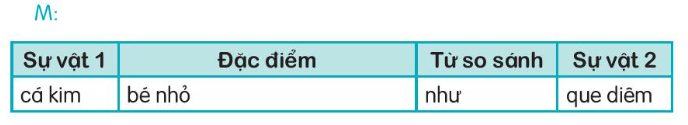 M:
Sự vật 1 Đặc điểm Từ so sánh Sự vật 2
cá kim bé nhỏ như que diêm